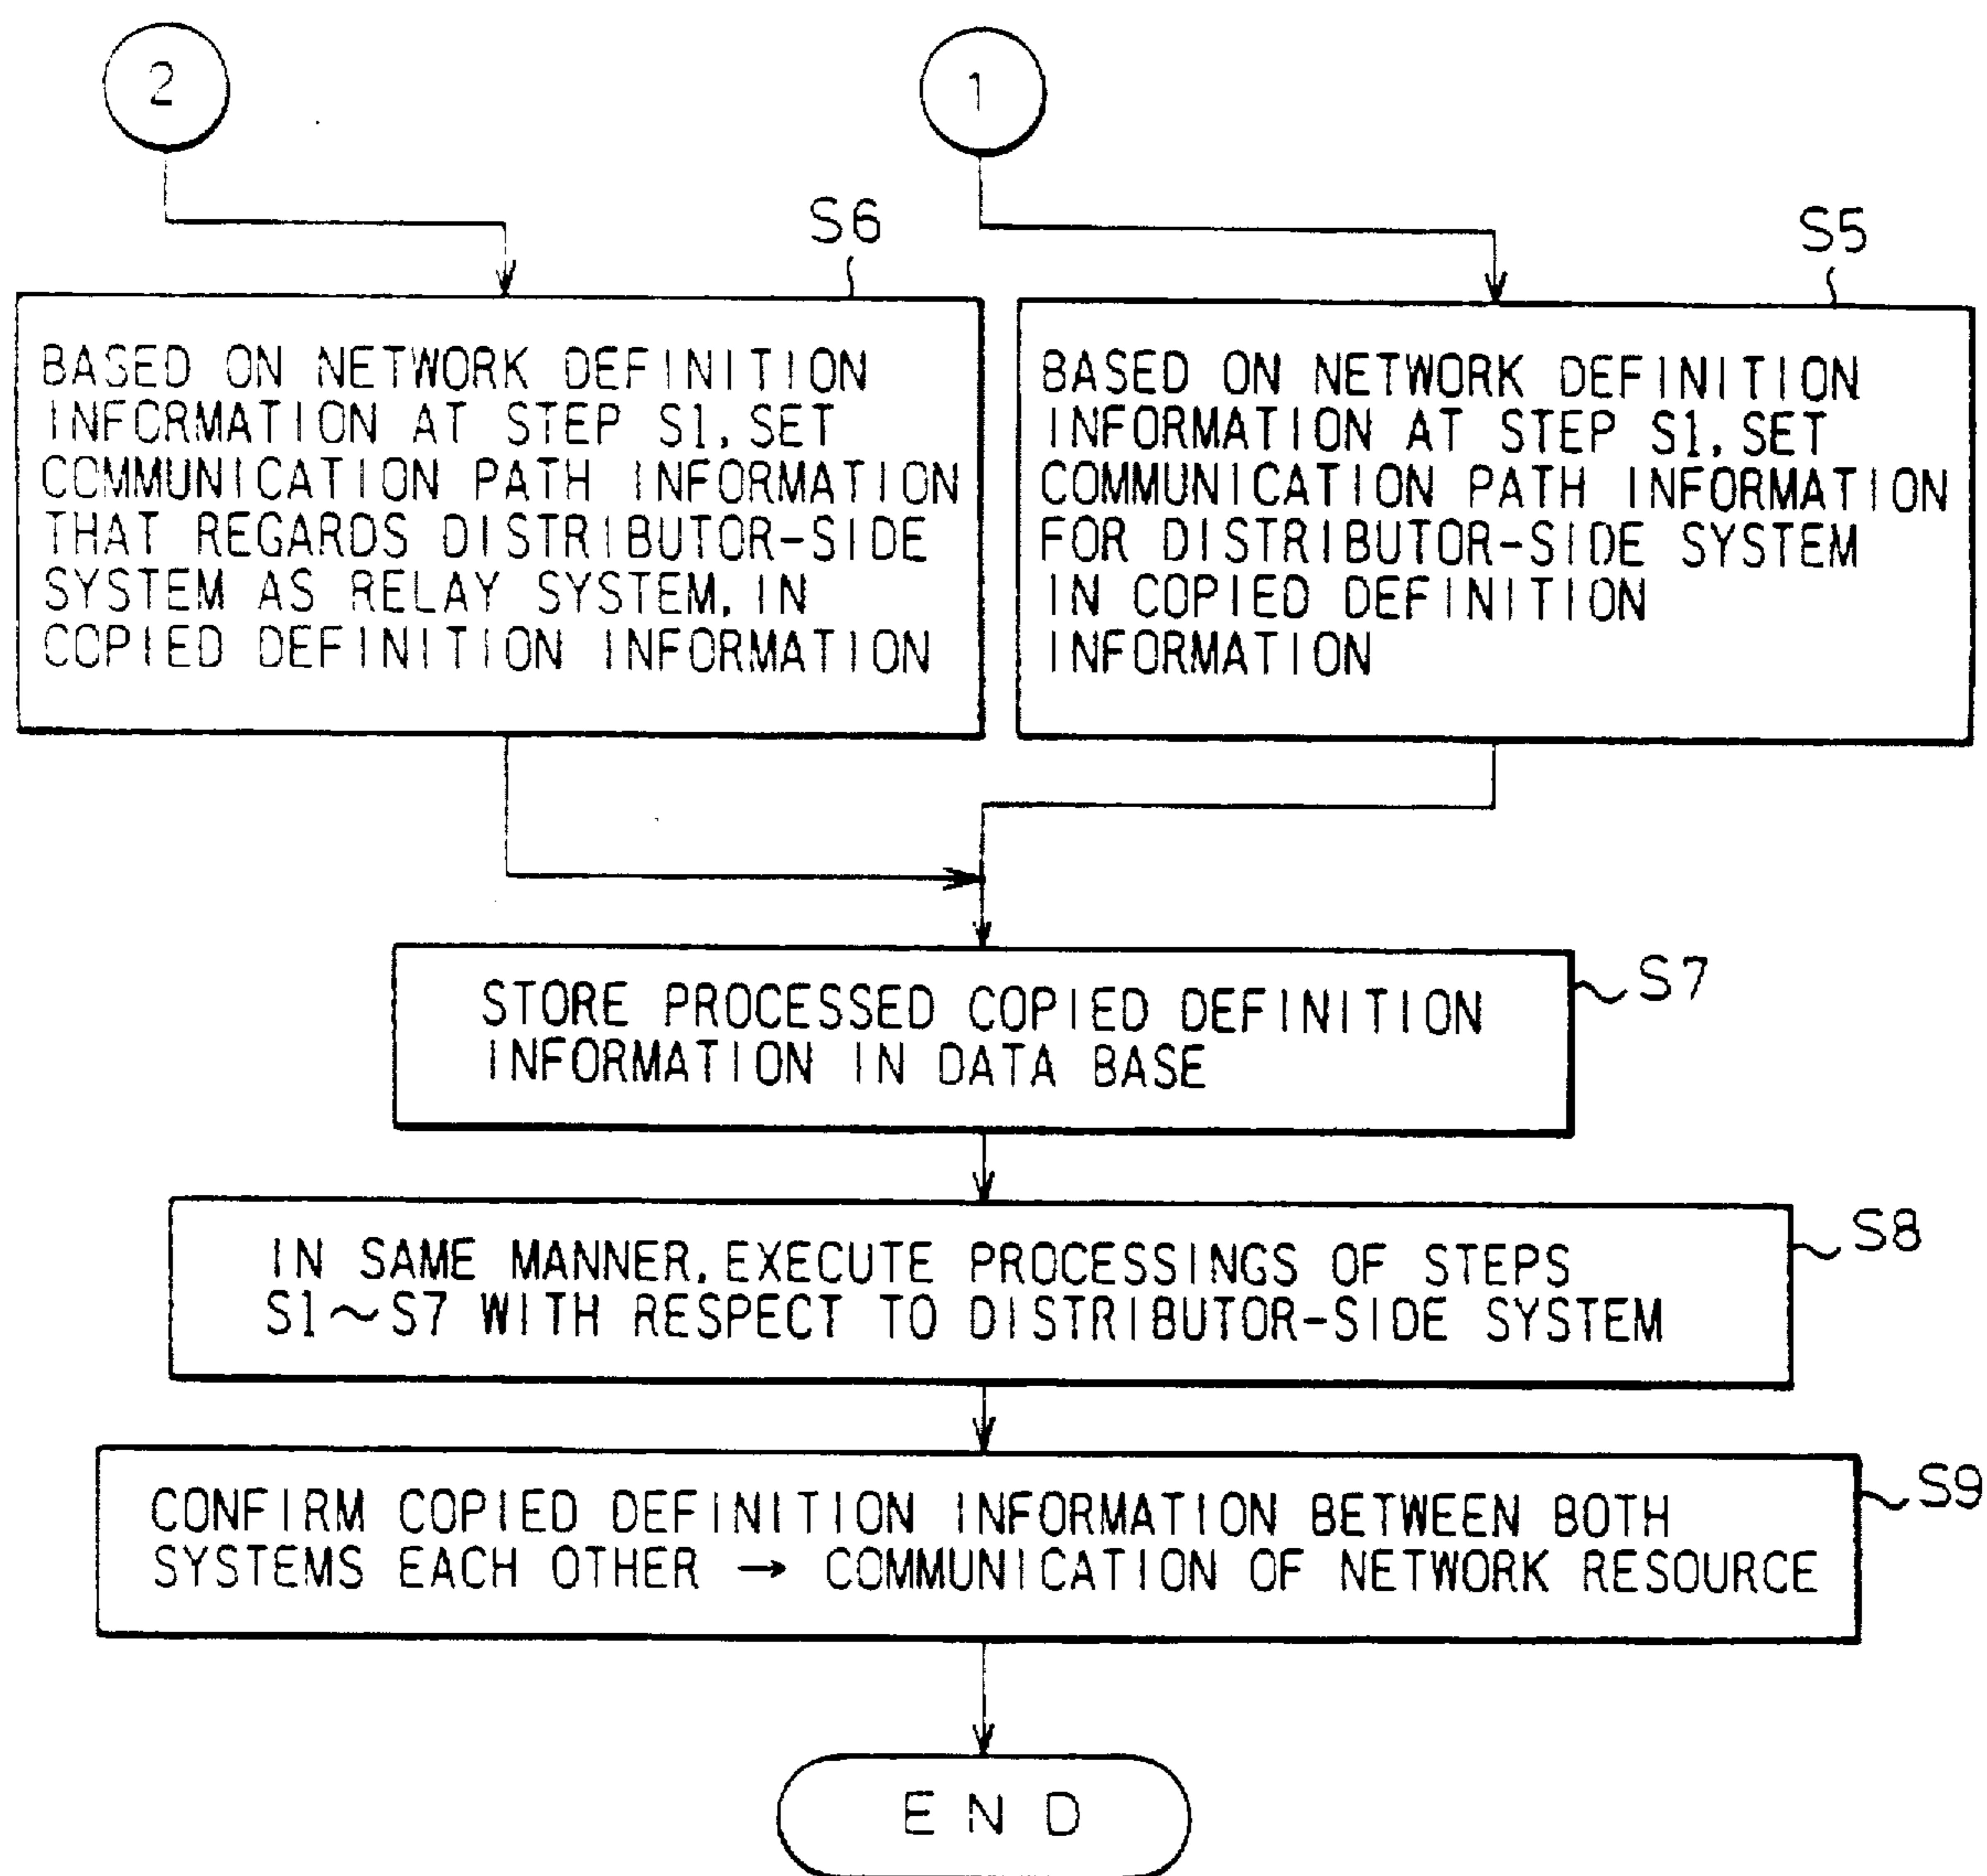 2
1
S6
S5
BASED ON NETWORK DEFINITION
INFORMATION AT STEP S1, SET
COMMUNICATION PATH INFORMATION
THAT REGARDS DISTRIBUTOR-SIDE
SYSTEM AS RELAY SYSTEM, IN
COPIED DEFINITION INFORMATION
BASED ON NETWORK DEFINITION
INFORMATION AT STEP S1, SET
COMMUNICATION PATH INFORMATION
FOR DISTRIBUTOR-SIDE SYSTEM
IN COPIED DEFINITION
INFORMATION
STORE PROCESSED COPIED DEFINITION
INFORMATION IN DATA BASE
S7
IN SAME MANNER, EXECUTE PROCESSINGS OF STEPS
S1~S7 WITH RESPECT TO DISTRIBUTOR-SIDE SYSTEM
S8
CONFIRM COPIED DEFINITION INFORMATION BETWEEN BOTH
SYSTEMS EACH OTHER → COMMUNICATION OF NETWORK RESOURCE
S9
END